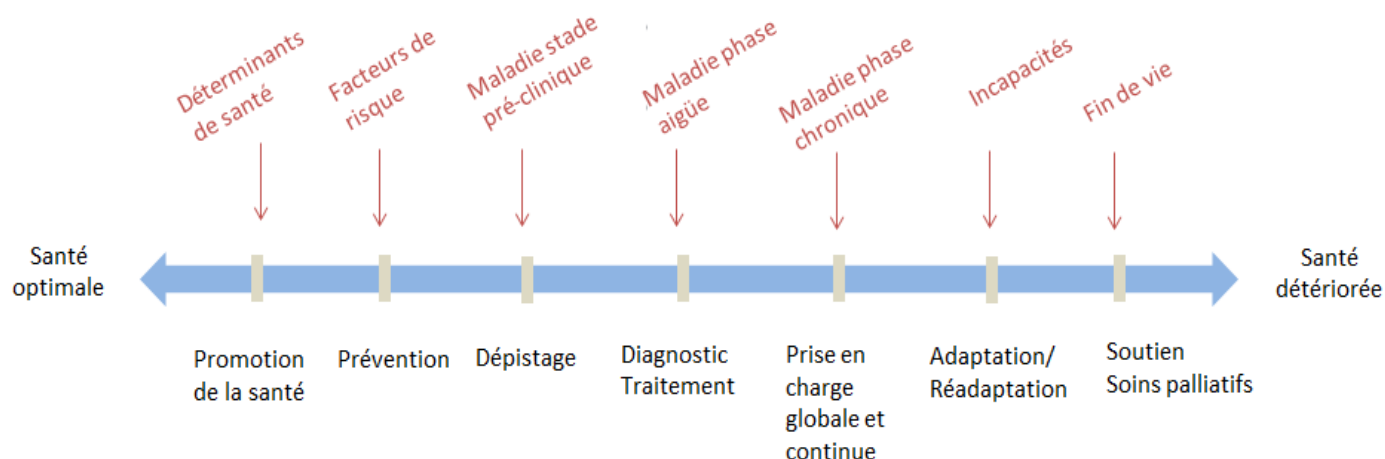 Déterminants
de santé
Facteurs de
risque
Maladie stade
pré-clinique
Maladie phase
aigüe
Maladie phase
chronique
Incapacités
Fin de vie
Santé
optimale
Santé
détériorée
Promotion
de la santé
Prévention
Dépistage
Diagnostic
Traitement
Prise en
charge
globale et
continue
Adaptation/
Réadaptation
Soutien
Soins palliatifs